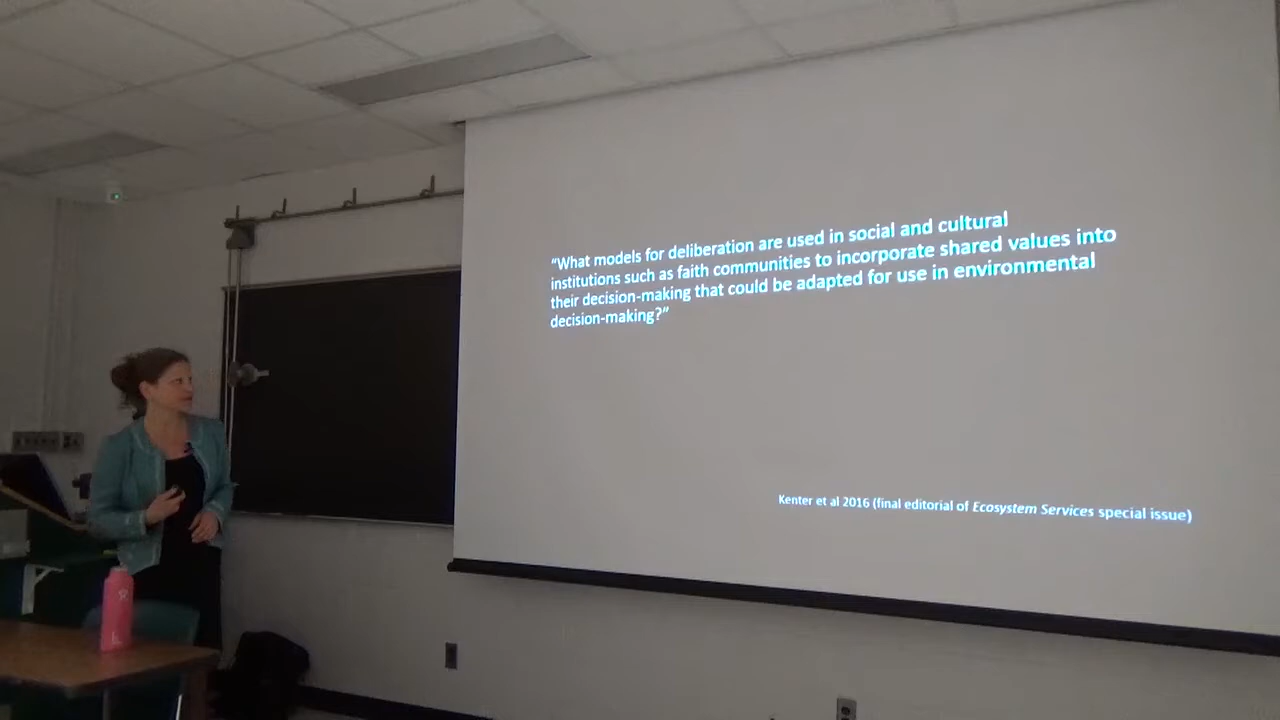 “What models for deliberation are used in social and cultural
institutions such as faith communities to incorporate shared values into
their decision-making that could be adapted for use in environmental
decision-making?”
Kenter et al 2016 (final editorial of Ecosystem Services special issue)